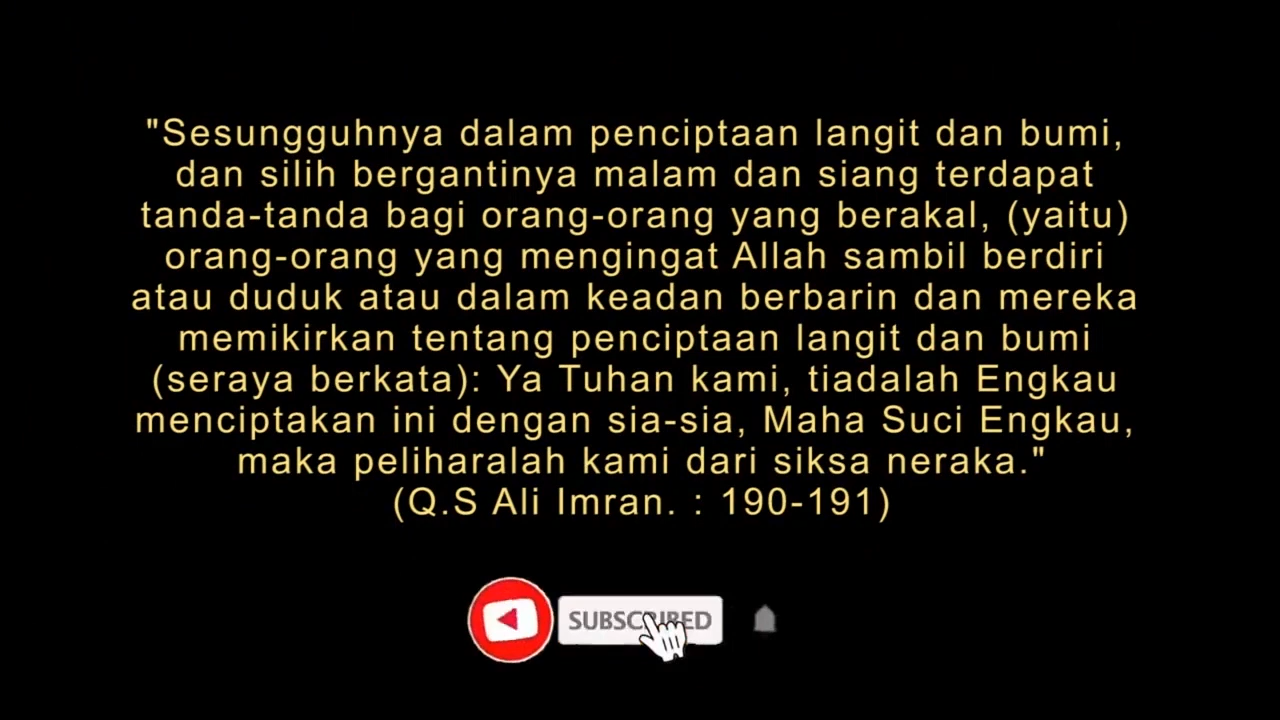 "Sesungguhnya dalam penciptaan langit dan bumi,
dan silih bergantinya malam dan siang terdapat
tanda-tanda bagi orang-orang yang berakal, (yaitu)
orang-orang yang mengingat Allah sambil berdiri
atau duduk atau dalam keadan berbarin dan mereka
memikirkan tentang penciptaan langit dan bumi
(seraya berkata): Ya Tuhan kami, tiadalah Engkau
menciptakan ini dengan sia-sia, Maha Suci Engkau,
maka peliharalah kami dari siksa neraka."
(Q.S Ali Imran. : 190-191)
SUBSCRIBED